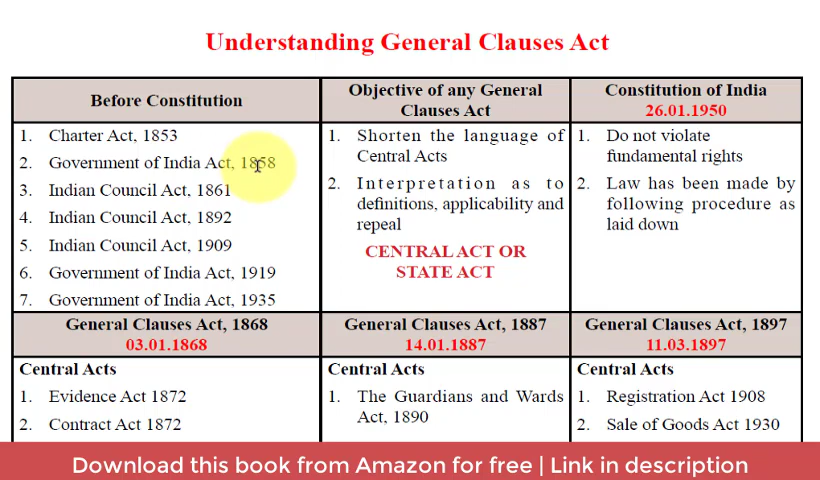 Understanding General Clauses Act
Before Constitution
Objective of any General
Clauses Act
Constitution of India
26.01.1950
1. Charter Act, 1853
2. Government of India Act, 1858
3. Indian Council Act, 1861
4. Indian Council Act, 1892
5. Indian Council Act, 1909
6. Government of India Act, 1919
7. Government of India Act, 1935
1. Shorten the language of
Central Acts
2. Interpretation as to
definitions, applicability and
repeal
CENTRAL ACT OR
STATE ACT
1. Do not violate
fundamental rights
2. Law has been made by
following procedure as
laid down
General Clauses Act, 1868
03.01.1868
General Clauses Act, 1887
14.01.1887
General Clauses Act, 1897
11.03.1897
Central Acts
1. Evidence Act 1872
2. Contract Act 1872
Central Acts
1. The Guardians and Wards
Act, 1890
Central Acts
1. Registration Act 1908
2. Sale of Goods Act 1930
Download this book from Amazon for free | Link in description